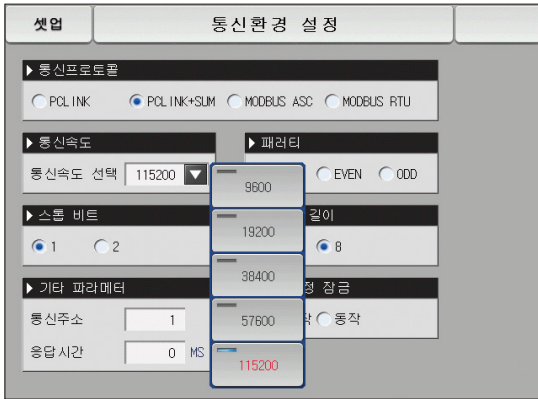 셋업
통신환경 설정
▶ 통신프로토콜
PCLINK PCLINK+SUM MODBUS ASC MODBUS RTU
▶ 통신속도
▶ 패러티
통신속도 선택 115200 ▼
EVEN ODD
9600
19200
38400
57600
115200
▶ 스톱 비트
길이
1 2
8
▶ 기타 파라메터
잠금
통신주소 1
동작
응답시간 0 MS